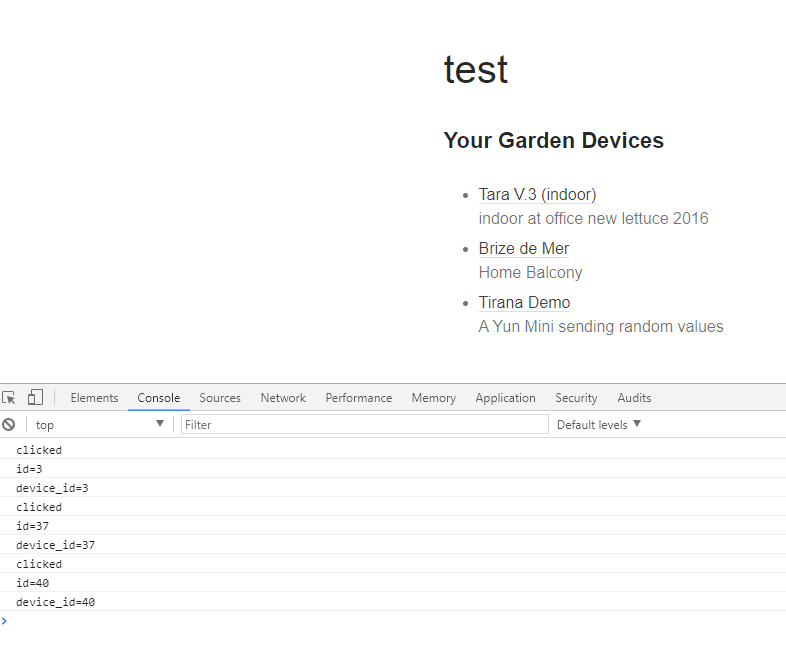 test
Your Garden Devices
Tara V.3 (indoor)
indoor at office new lettuce 2016
Brize de Mer
Home Balcony
Tirana Demo
A Yun Mini sending random values
Elements Console Sources Network Performance Memory Application Security Audits
top Filter Default levels
clicked
id=3
device_id=3
clicked
id=37
device_id=37
clicked
id=40
device_id=40